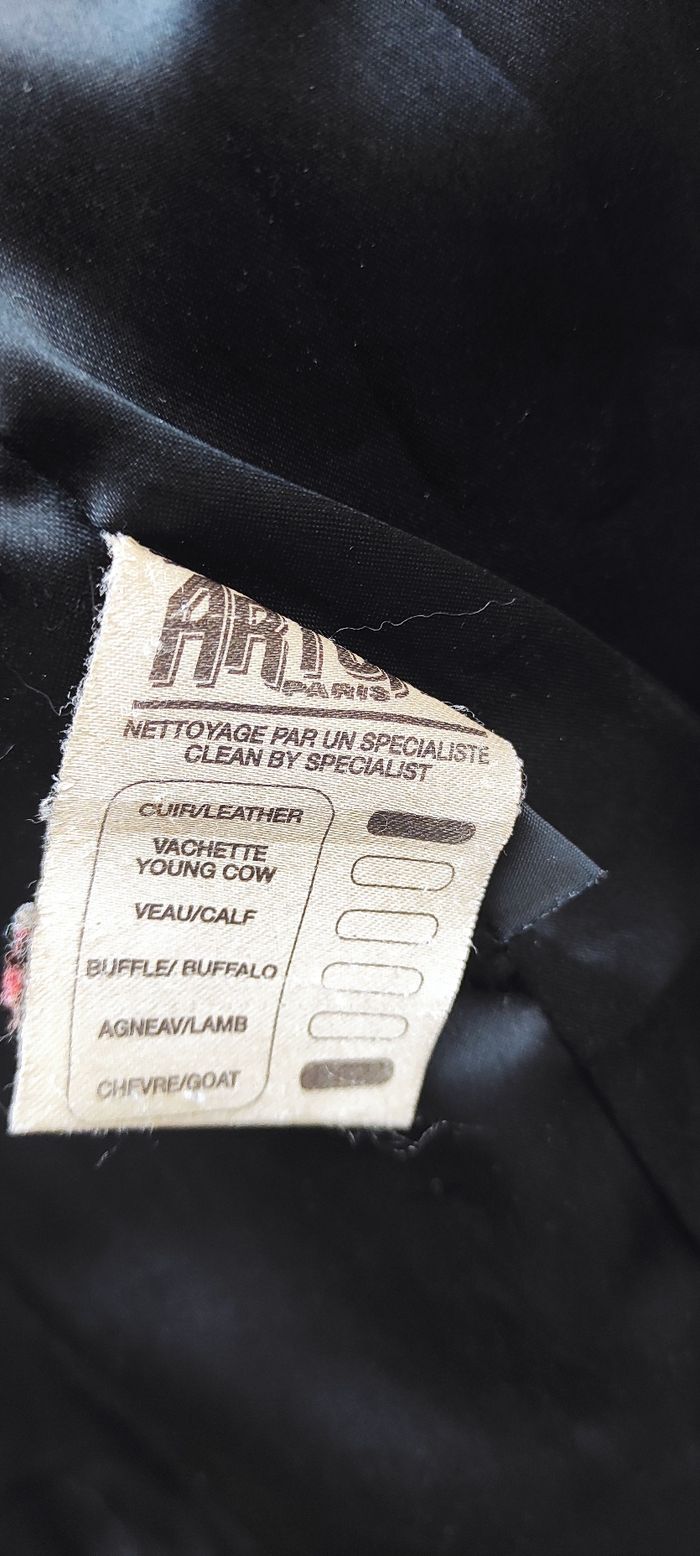 PARIS
NETTOYAGE PAR UN SPECIALISTE
CLEAN BY SPECIALIST
CUIR/LEATHER
VACHETTE
YOUNG COW
VEAU/CALF
BUFFLE/ BUFFALO
AGNEAV/LAMB
CHEVRE/GOAT